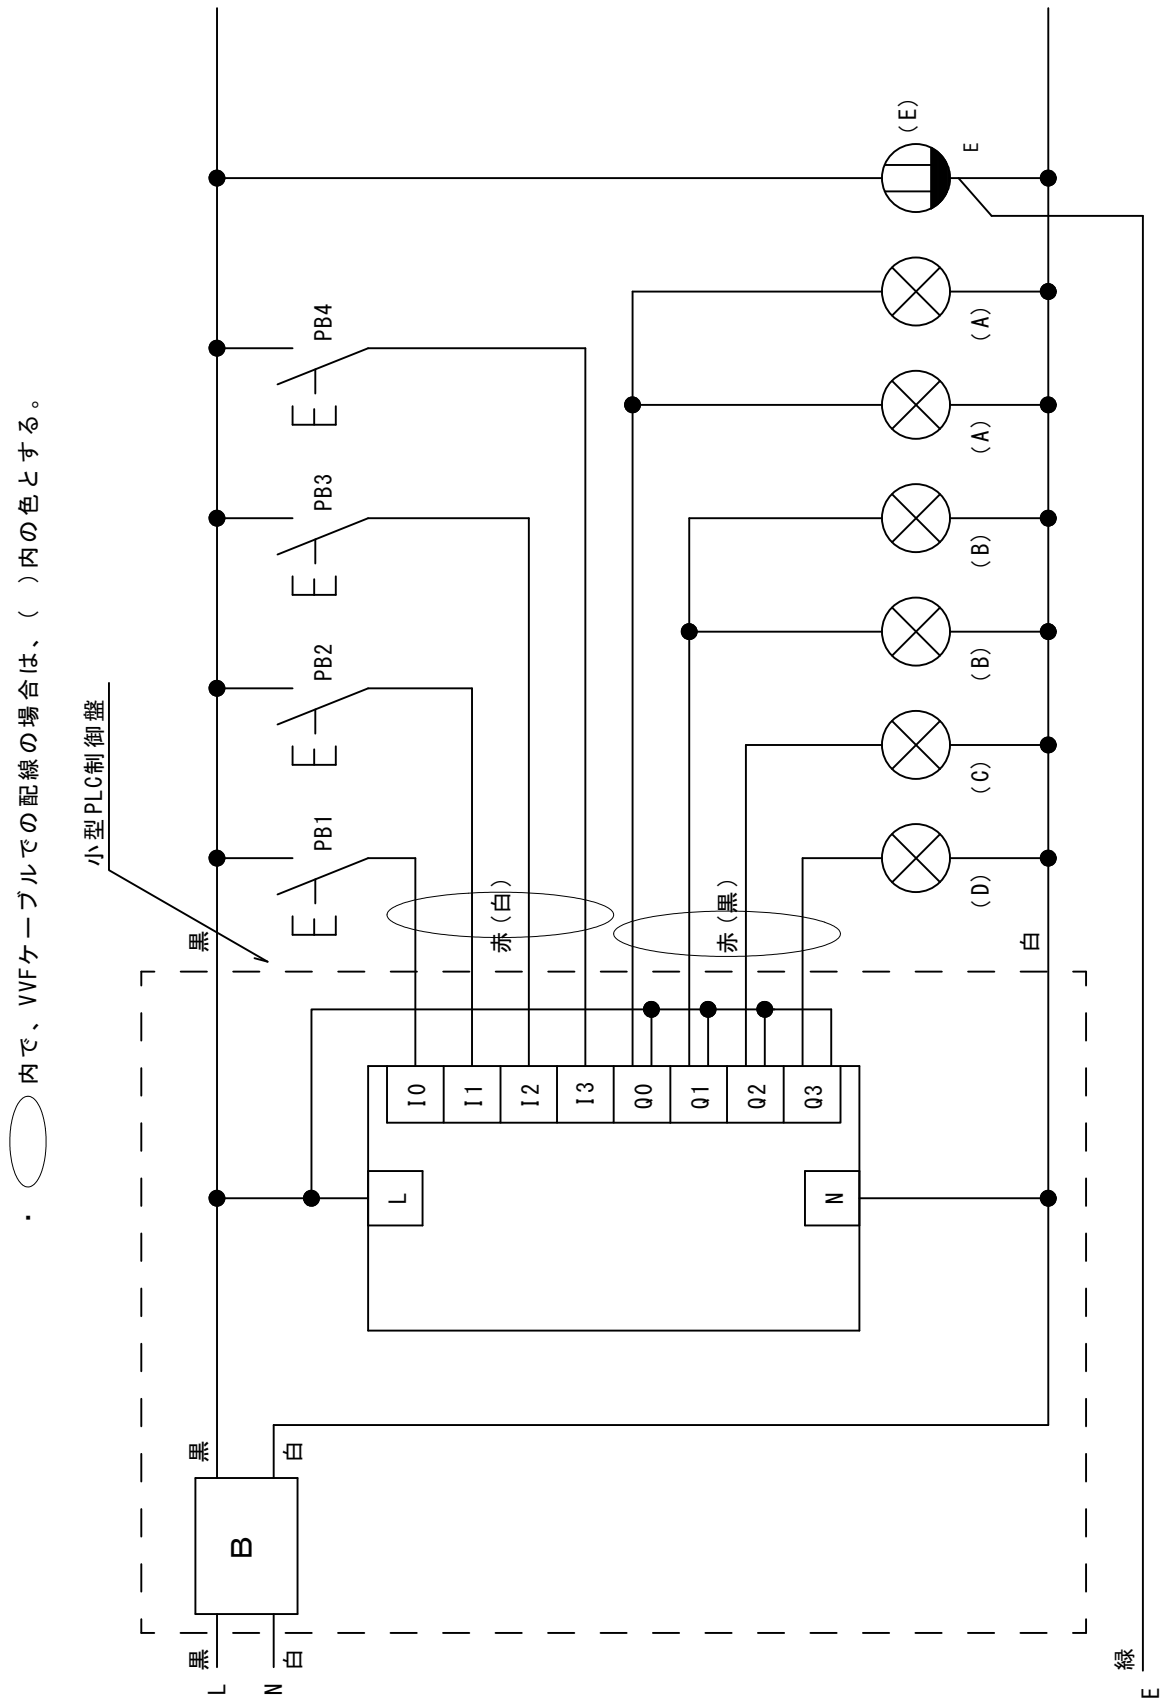 ・ 内で、VVFケーブルでの配線の場合は、( )内の色とする。
小型PLC制御盤
L
黒
N
白
B
黒
白
黒
L
N
I0
I1
I2
I3
Q0
Q1
Q2
Q3
赤(白)
赤(黒)
白
PB1
PB2
PB3
PB4
(D)
(C)
(B)
(B)
(A)
(A)
(E)
E
E
緑